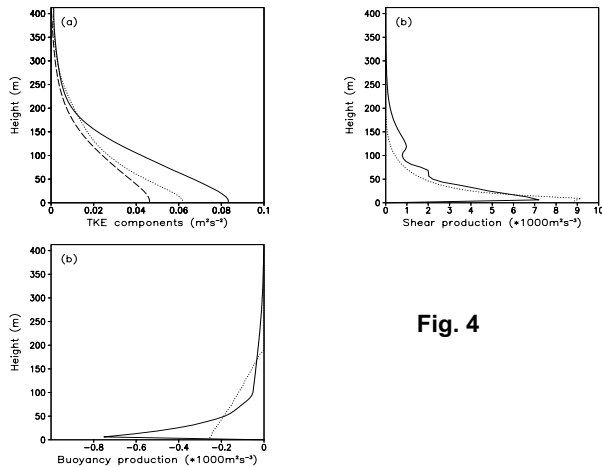 400
350
300
250
200
150
100
50
0
Height (m)
(a)
0 0.02 0.04 0.06 0.08 0.1
TKE components (m²s⁻²)
400
350
300
250
200
150
100
50
0
Height (m)
(b)
0 1 2 3 4 5 6 7 8 9 10
Shear production (*1000m²s⁻³)
400
350
300
250
200
150
100
50
0
Height (m)
(b)
-0.8 -0.6 -0.4 -0.2 0
Buoyancy production (*1000m²s⁻³)
Fig. 4